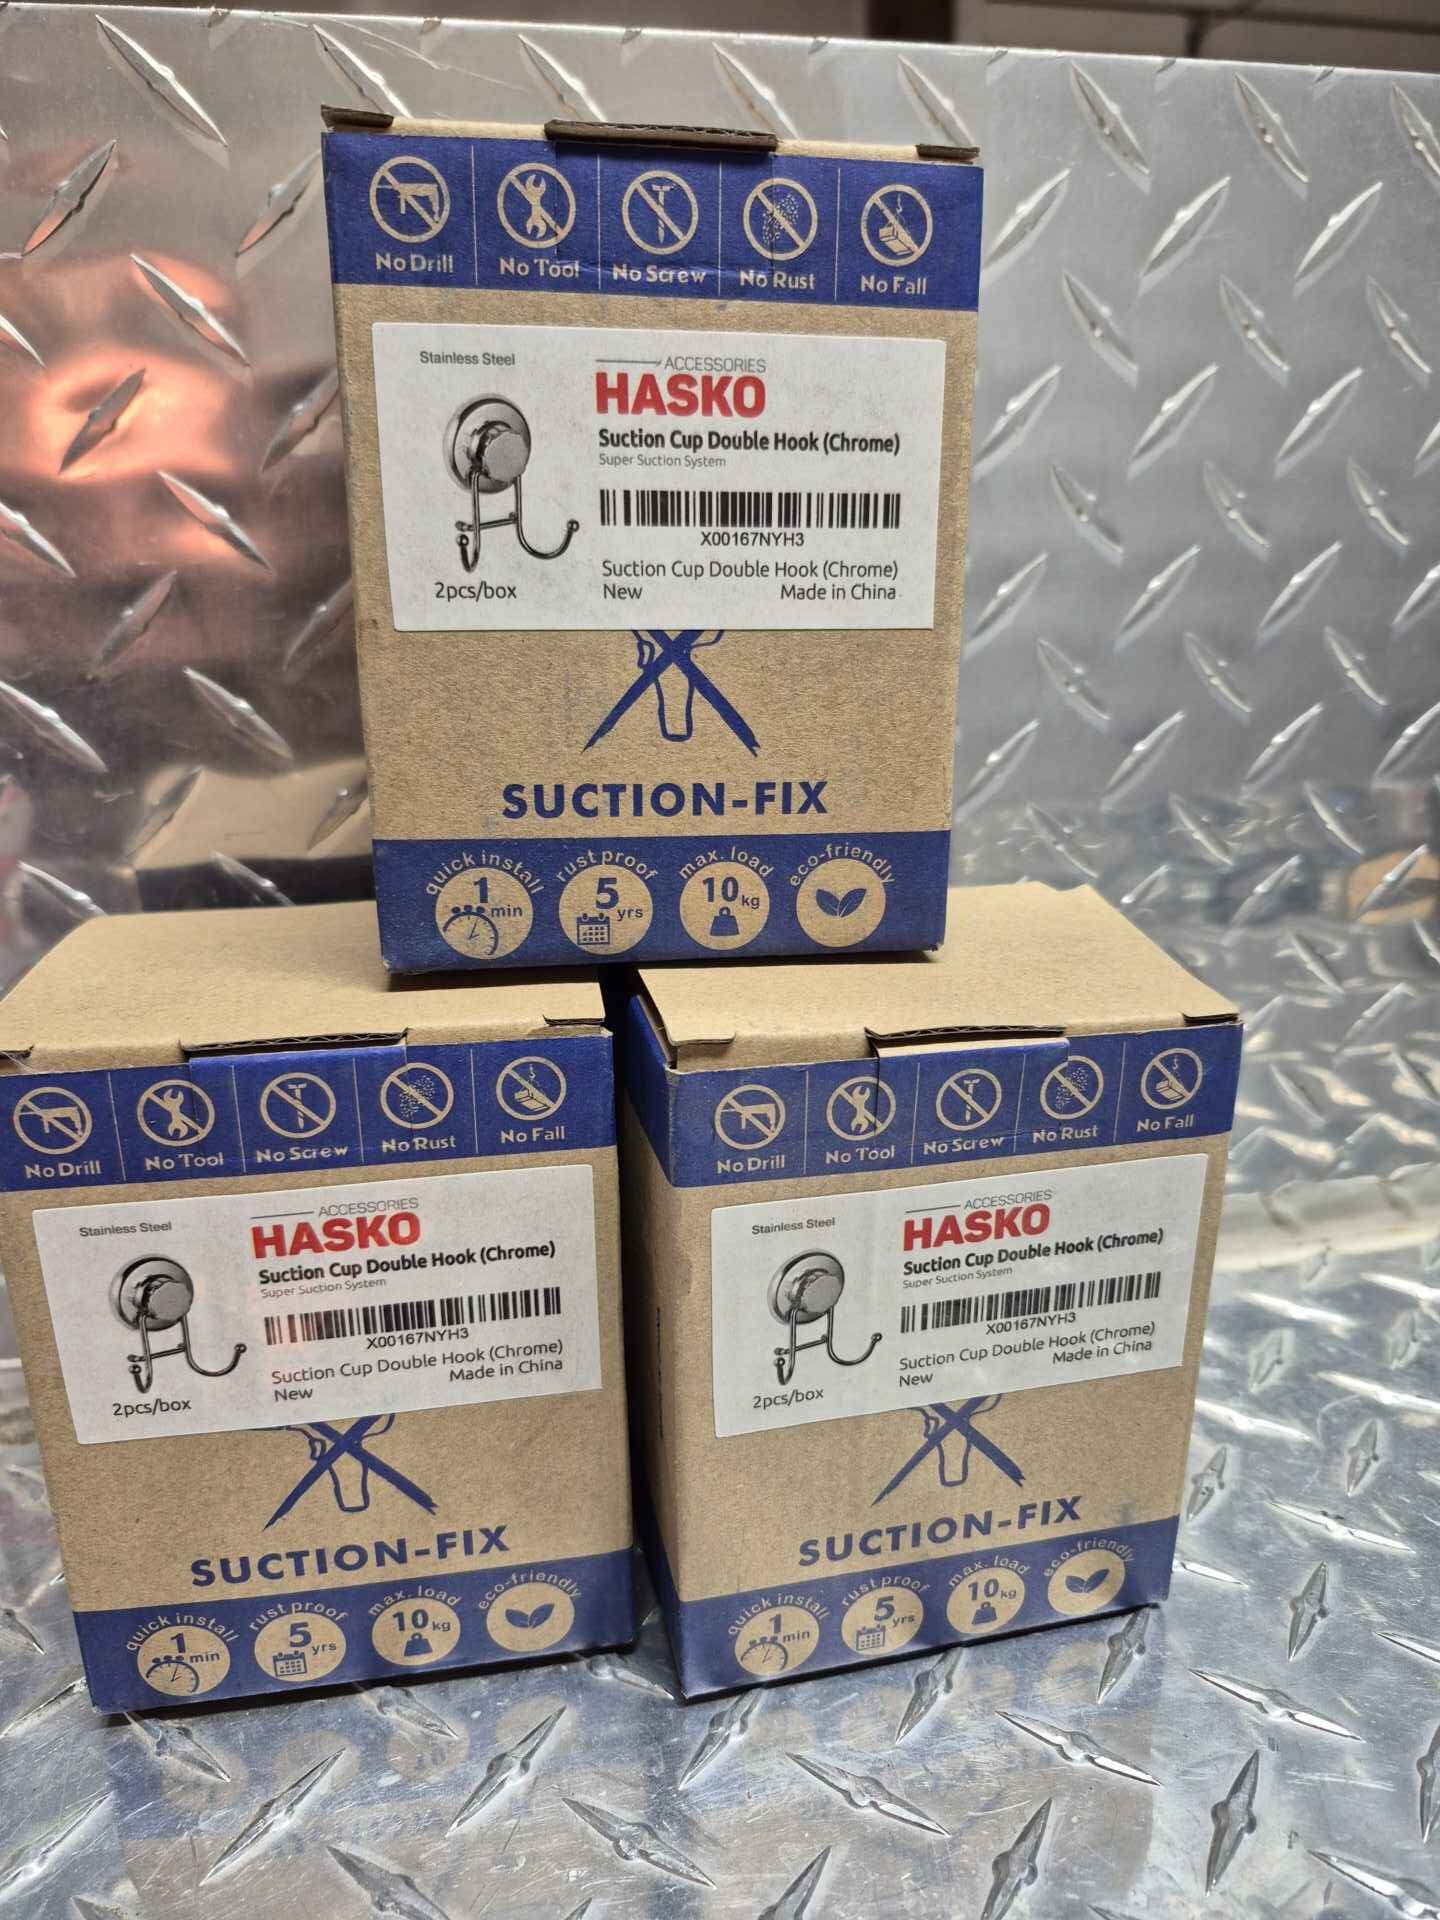 No Drill No Tool No Screw No Rust No Fall
Stainless Steel
ACCESSORIES
HASKO
Suction Cup Double Hook (Chrome)
Super Suction System
X00167NYH3
Suction Cup Double Hook (Chrome)
New Made in China
2pcs/box
SUCTION-FIX
quick install rust proof max. load eco-friendly
1 min 5 yrs 10 kg
No Drill No Tool No Screw No Rust No Fall
Stainless Steel
ACCESSORIES
HASKO
Suction Cup Double Hook (Chrome)
Super Suction System
X00167NYH3
Suction Cup Double Hook (Chrome)
New Made in China
2pcs/box
SUCTION-FIX
quick install rust proof max. load eco-friendly
1 min 5 yrs 10 kg
No Drill No Tool No Screw No Rust No Fall
Stainless Steel
ACCESSORIES
HASKO
Suction Cup Double Hook (Chrome)
Super Suction System
X00167NYH3
Suction Cup Double Hook (Chrome)
New Made in China
2pcs/box
SUCTION-FIX
quick install rust proof max. load eco-friendly
1 min 5 yrs 10 kg